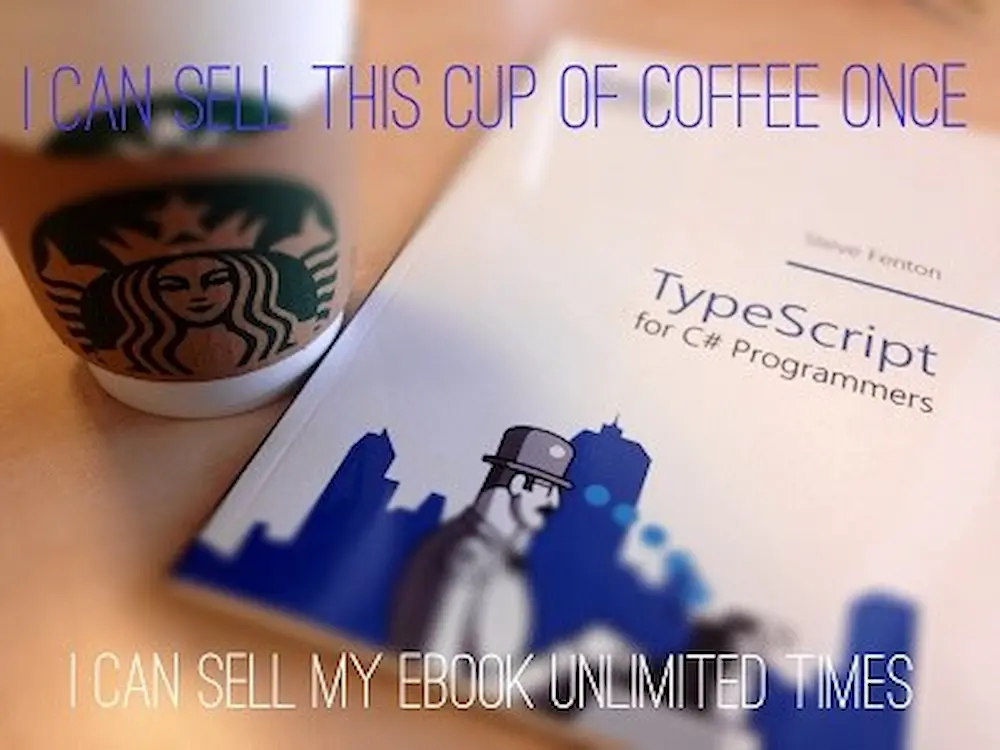 I CAN SELL THIS CUP OF COFFEE ONCE
Steve Fenton
TypeScript
for C# Programmers
I CAN SELL MY EBOOK UNLIMITED TIMES